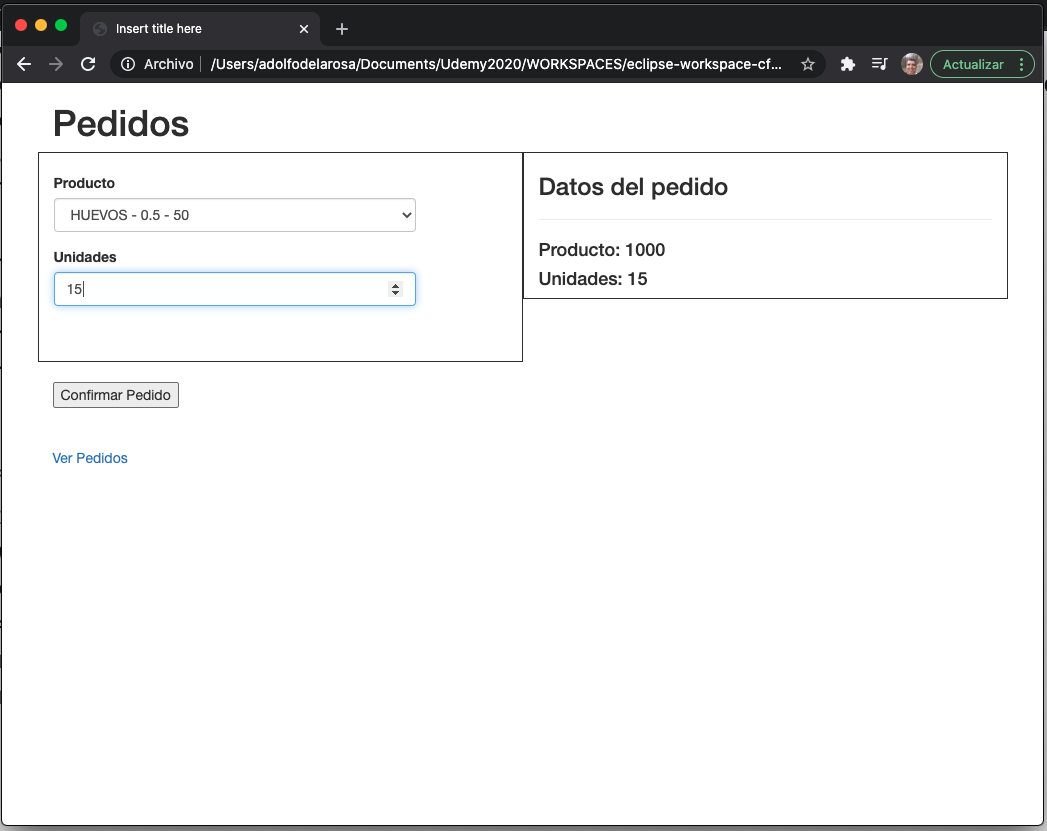 Insert title here
Archivo /Users/adolfodelarosa/Documents/Udemy2020/WORKSPACES/eclipse-workspace-cf...
Actualizar
Pedidos
Producto
HUEVOS - 0.5 - 50
Unidades
15
Confirmar Pedido
Ver Pedidos
Datos del pedido
Producto: 1000
Unidades: 15